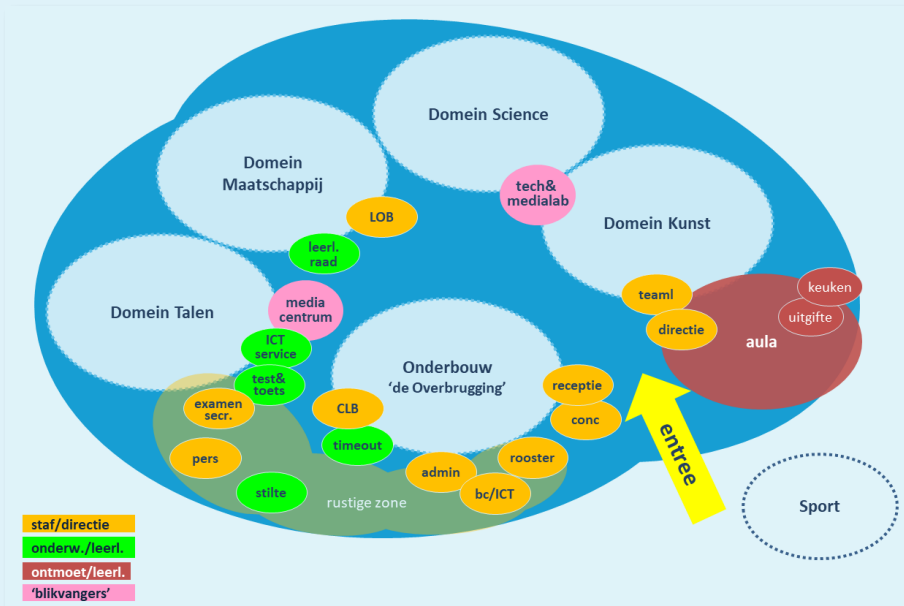 Domein Science
Domein
Maatschappij
tech&
medialab
LOB
Domein Kunst
leerl.
raad
Domein Talen
media
centrum
teaml
keuken
uitgifte
directie
aula
ICT
service
Onderbouw
‘de Overbrugging’
test&
toets
receptie
examen
secr.
CLB
conc
timeout
entree
pers
rooster
admin
stilte
bc/ICT
rustige zone
Sport
staf/directie
onderw./leerl.
ontmoet/leerl.
‘blikvangers’